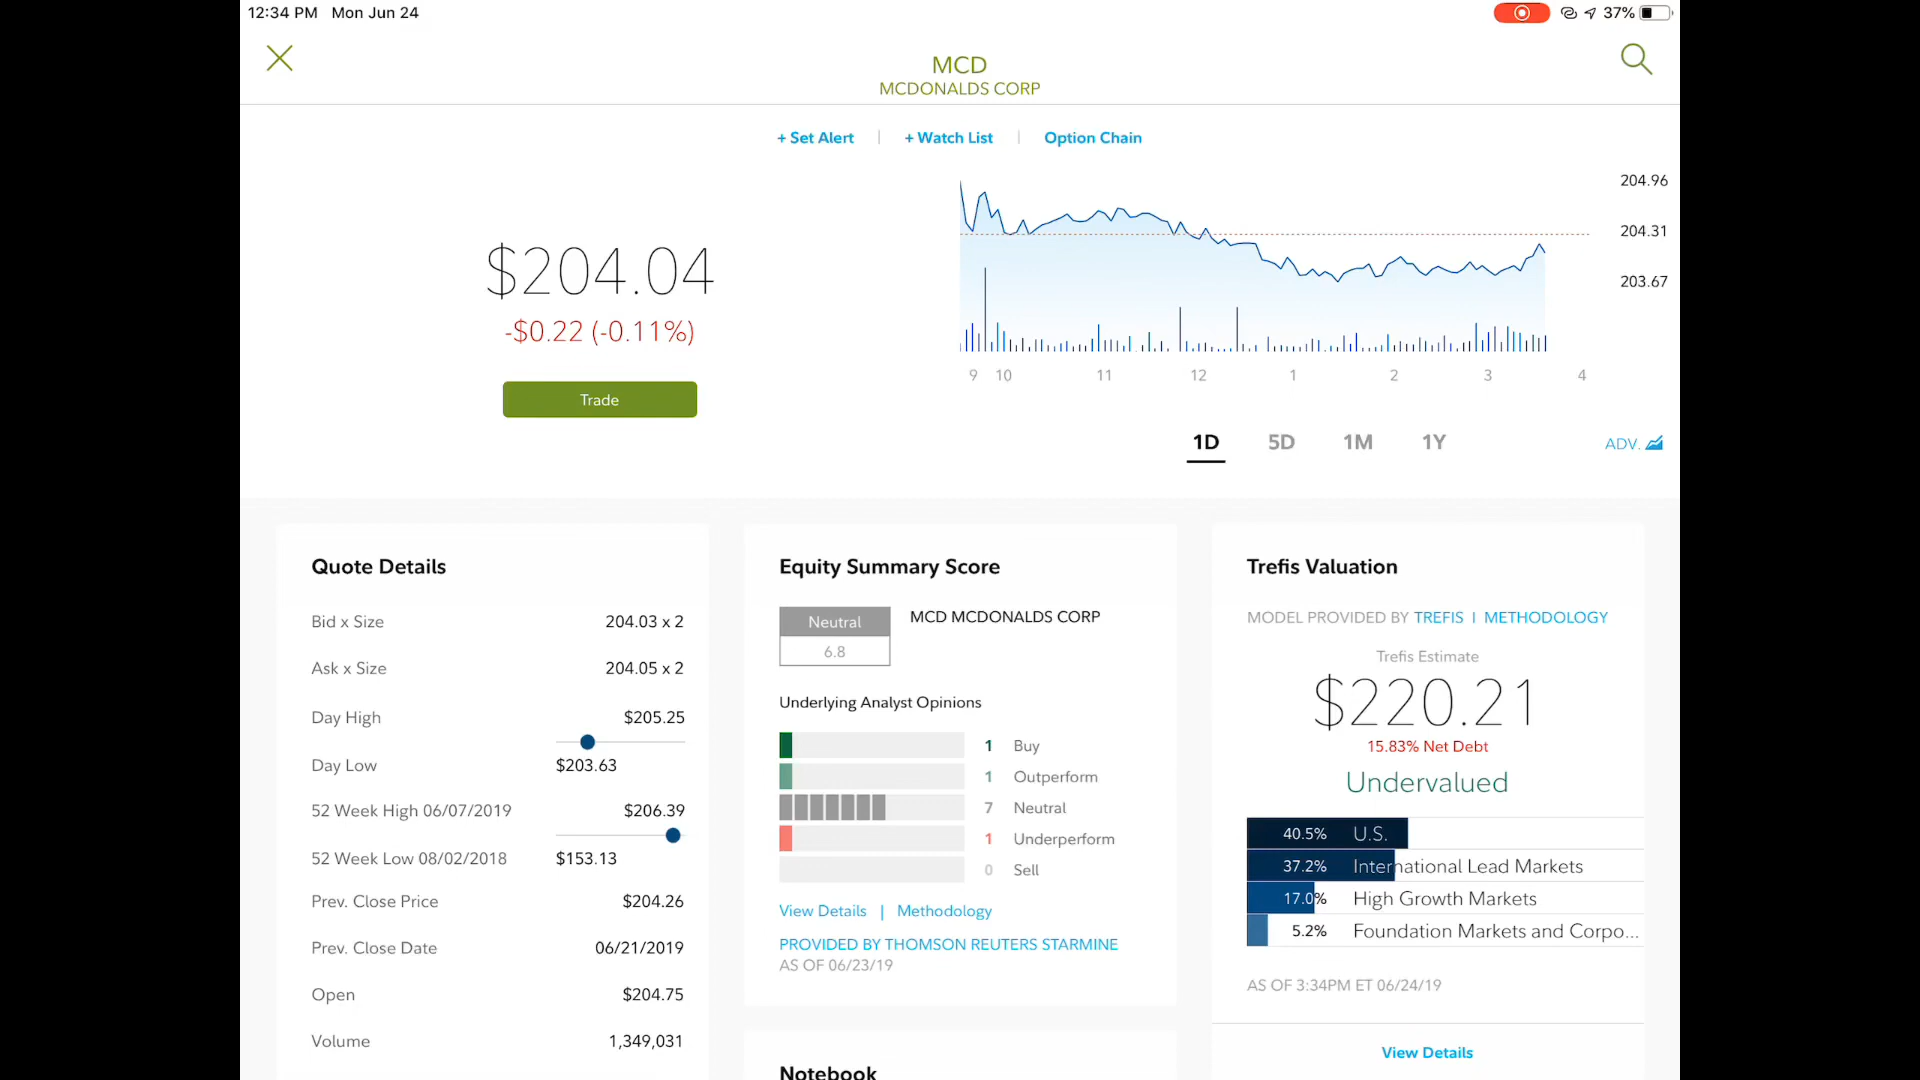 12:34 PM Mon Jun 24
37%
MCD
MCDONALDS CORP
+ Set Alert | + Watch List | Option Chain
$204.04
-$0.22 (-0.11%)
Trade
204.96
204.31
203.67
9 10 11 12 1 2 3 4
1D 5D 1M 1Y
ADV.
Quote Details
Bid x Size 204.03 x 2
Ask x Size 204.05 x 2
Day High $205.25
Day Low $203.63
52 Week High 06/07/2019 $206.39
52 Week Low 08/02/2018 $153.13
Prev. Close Price $204.26
Prev. Close Date 06/21/2019
Open $204.75
Volume 1,349,031
Equity Summary Score
Neutral
6.8
MCD MCDONALDS CORP
Underlying Analyst Opinions
1 Buy
1 Outperform
7 Neutral
1 Underperform
0 Sell
View Details | Methodology
PROVIDED BY THOMSON REUTERS STARMINE
AS OF 06/23/19
Notebook
Trefis Valuation
MODEL PROVIDED BY TREFIS | METHODOLOGY
Trefis Estimate
$220.21
15.83% Net Debt
Undervalued
40.5% U.S.
37.2% International Lead Markets
17.0% High Growth Markets
5.2% Foundation Markets and Corpo...
AS OF 3:34PM ET 06/24/19
View Details